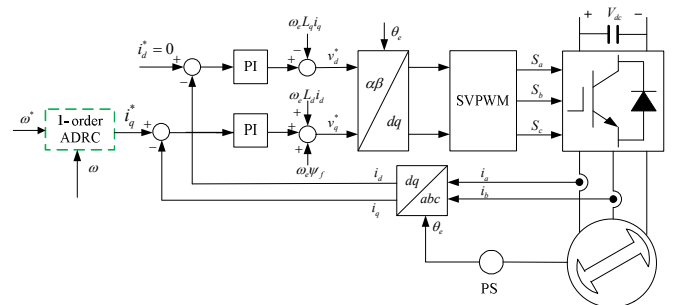 + V_dc −
ω_e L_q i_q
θ_e
i_d^* = 0
+
−
PI
+
−
v_d^*
αβ
dq
SVPWM
S_a
S_b
S_c
ω_e L_d i_d
ω^*
1-order
ADRC
i_q^*
+
−
PI
+
+
+
v_q^*
ω_e ψ_f
ω
i_d
i_q
dq
abc
i_a
i_b
θ_e
PS